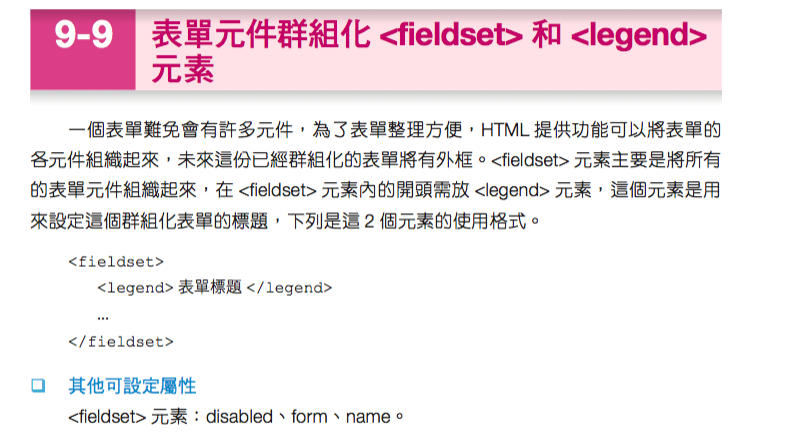 9-9 表單元件群組化 <fieldset> 和 <legend>
元素
一個表單難免會有許多元件，為了表單整理方便，HTML 提供功能可以將表單的
各元件組織起來，未來這份已經群組化的表單將有外框。<fieldset> 元素主要是將所有
的表單元件組織起來，在 <fieldset> 元素內的開頭需放 <legend> 元素，這個元素是用
來設定這個群組化表單的標題，下列是這 2 個元素的使用格式。
<fieldset>
<legend> 表單標題 </legend>
...
</fieldset>
❑ 其他可設定屬性
<fieldset> 元素：disabled、form、name。